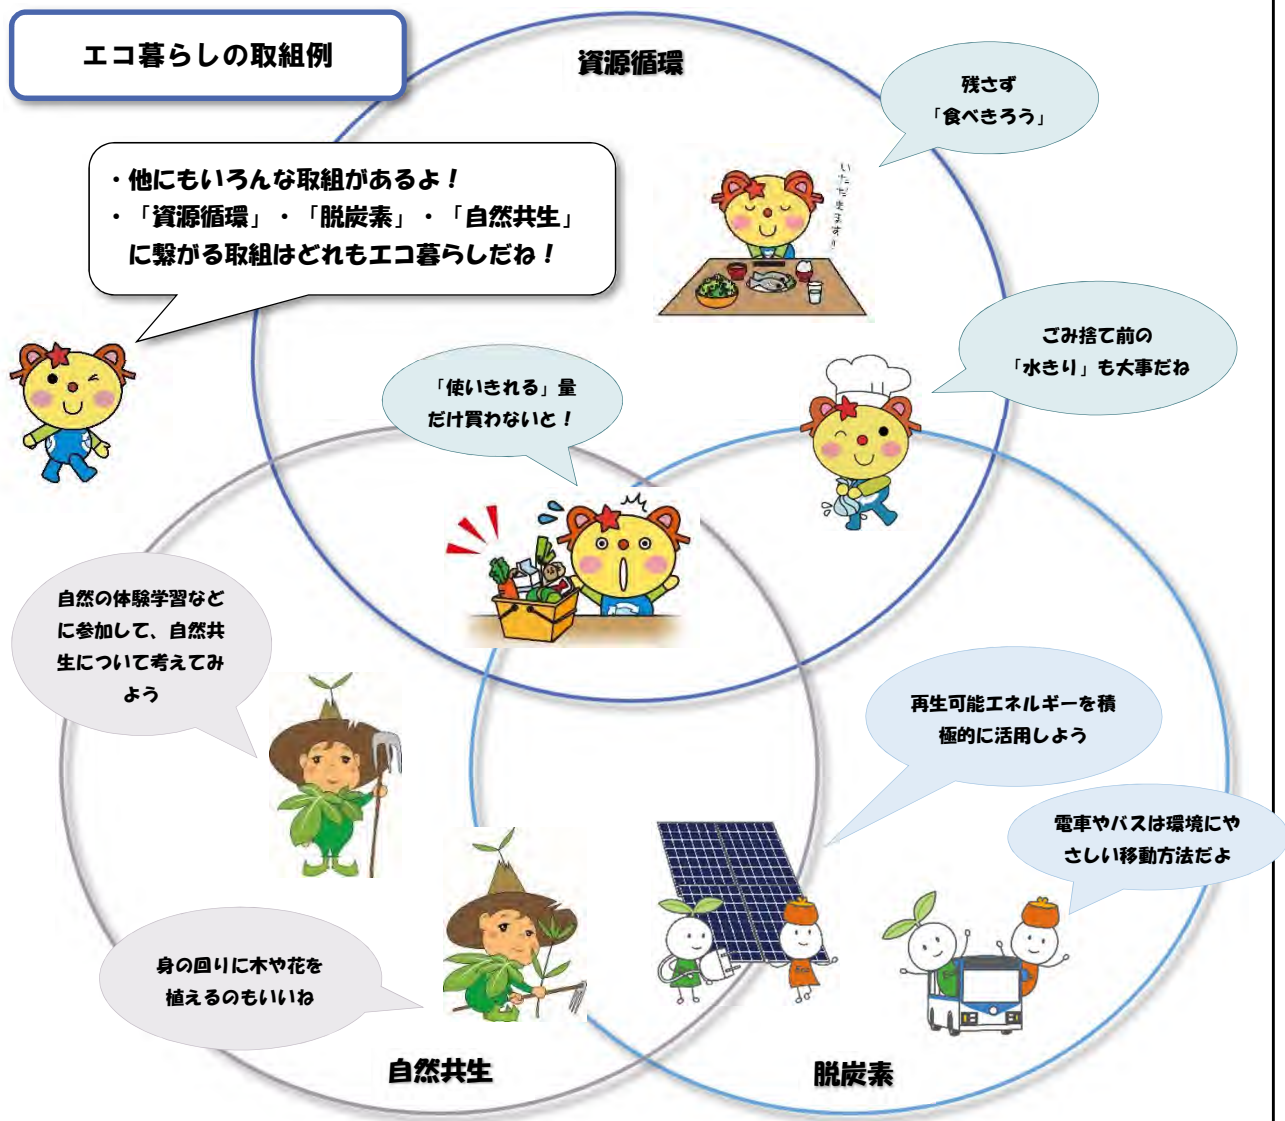 エコ暮らしの取組例
資源循環
残さず
「食べきろう」
・他にもいろんな取組があるよ！
・「資源循環」・「脱炭素」・「自然共生」
に繋がる取組はどれもエコ暮らしだね！
いただきます!!
ごみ捨て前の
「水きり」も大事だね
「使いきれる」量
だけ買わないと！
自然の体験学習など
に参加して、自然共
生について考えてみ
よう
再生可能エネルギーを積
極的に活用しよう
電車やバスは環境にや
さしい移動方法だよ
身の回りに木や花を
植えるのもいいね
自然共生
脱炭素